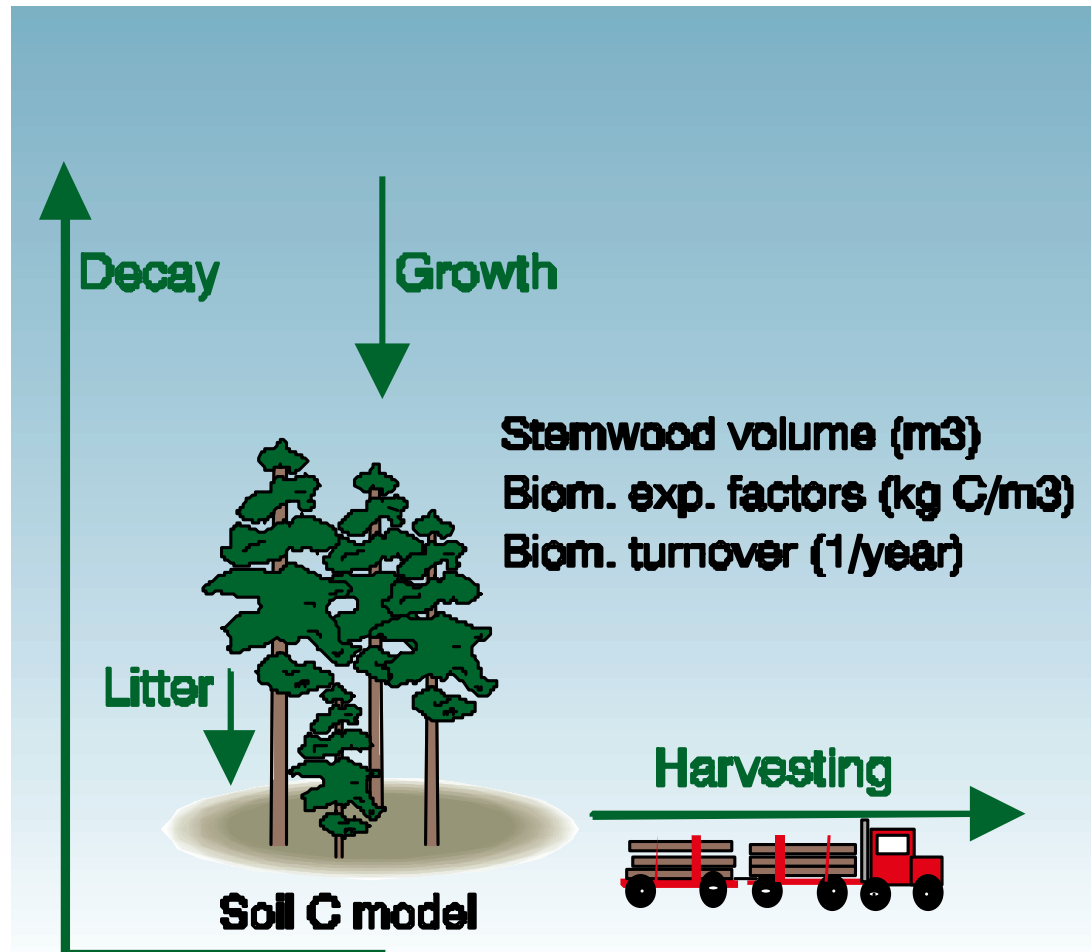 Decay
Growth
Stemwood volume (m3)
Biom. exp. factors (kg C/m3)
Biom. turnover (1/year)
Litter
Harvesting
Soil C model